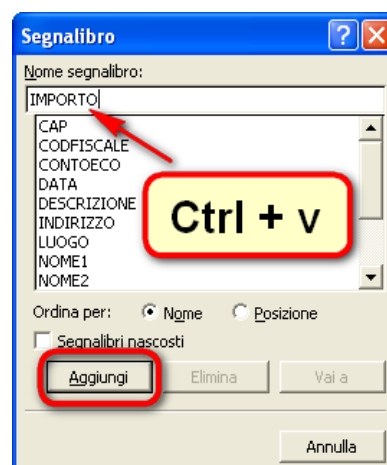 Segnalibro
Nome segnalibro:
IMPORTO
CAP
CODFISCALE
CONTOECO
DATA
DESCRIZIONE
INDIRIZZO
LUOGO
NOME1
NOME2
Ctrl + v
Ordina per: Nome Posizione
Segnalibri nascosti
Aggiungi Elimina Vai a
Annulla